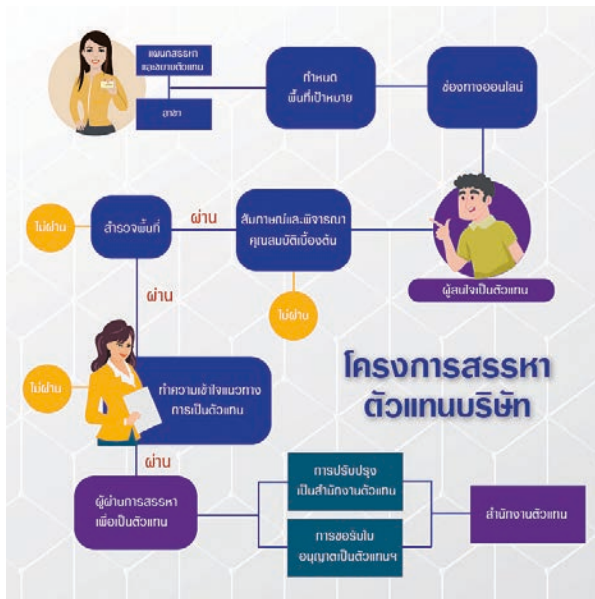 แผนกสรรหา
และขยายตัวแทน
สาขา
กำหนด
พื้นที่เป้าหมาย
ช่องทางออนไลน์
ผู้สนใจเป็นตัวแทน
สัมภาษณ์และพิจารณา
คุณสมบัติเบื้องต้น
ไม่ผ่าน
ผ่าน
สำรวจพื้นที่
ไม่ผ่าน
ผ่าน
ทำความเข้าใจแนวทาง
การเป็นตัวแทน
ไม่ผ่าน
ผ่าน
โครงการสรรหา
ตัวแทนบริษัท
ผู้ผ่านการสรรหา
เพื่อเป็นตัวแทน
การปรับปรุง
เป็นสำนักงานตัวแทน
การขอรับใบ
อนุญาตเป็นตัวแทนฯ
สำนักงานตัวแทน